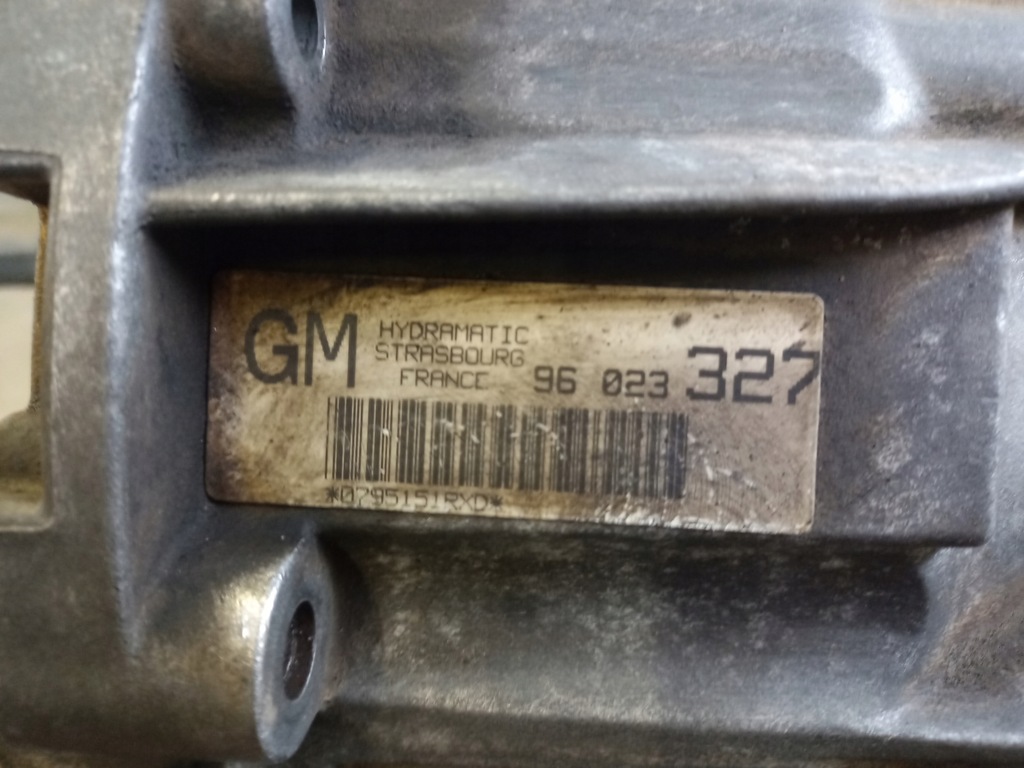 GM HYDRAMATIC
STRASBOURG
FRANCE 96 023 327
*0795151RXD*